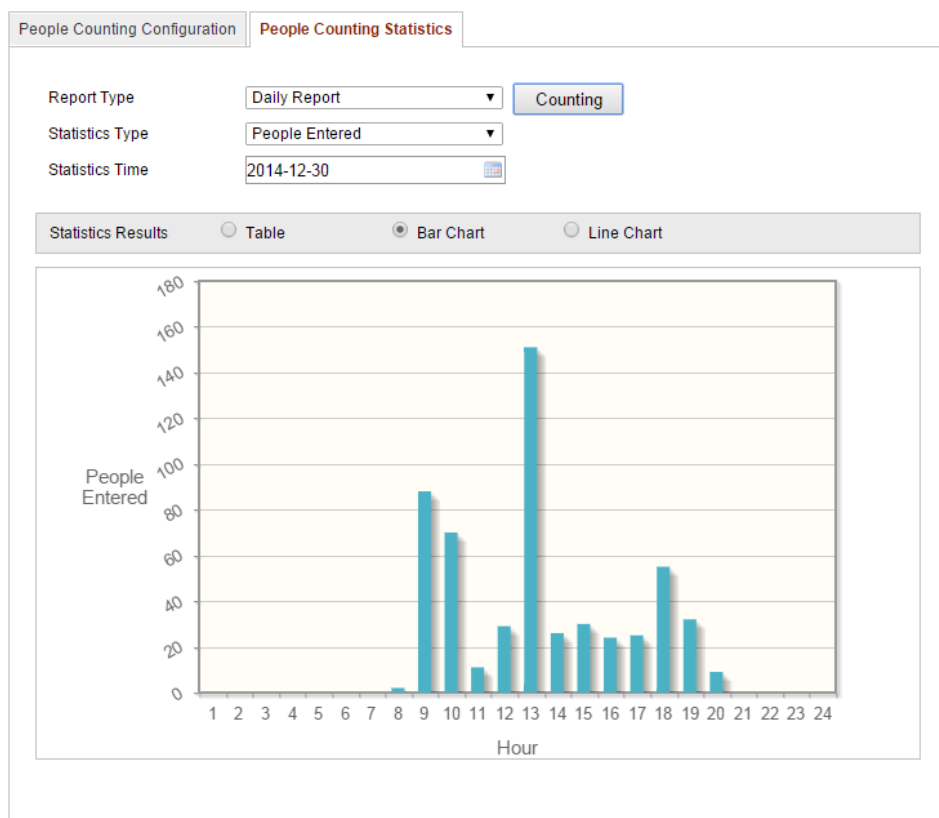 People Counting Configuration People Counting Statistics
Report Type Daily Report Counting
Statistics Type People Entered
Statistics Time 2014-12-30
Statistics Results Table Bar Chart Line Chart
180
160
140
120
100
People
Entered
80
60
40
20
0
1 2 3 4 5 6 7 8 9 10 11 12 13 14 15 16 17 18 19 20 21 22 23 24
Hour